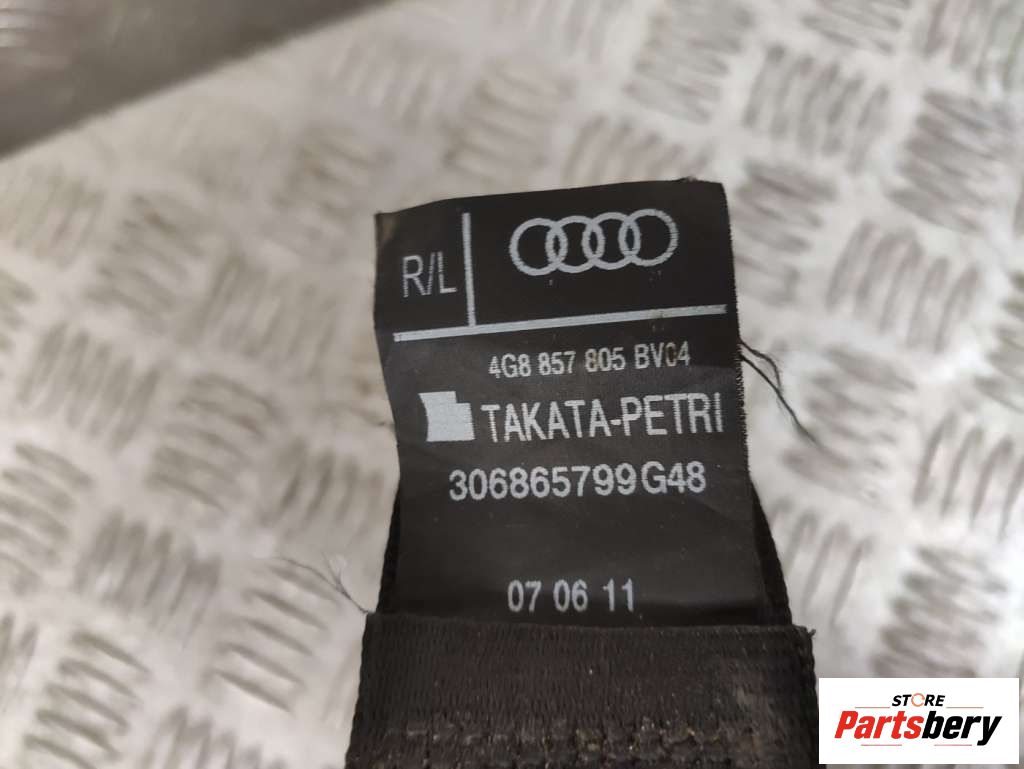 R/L
4G8 857 805 BV04
TAKATA-PETRI
306865799G48
07 06 11
STORE
Partsbery